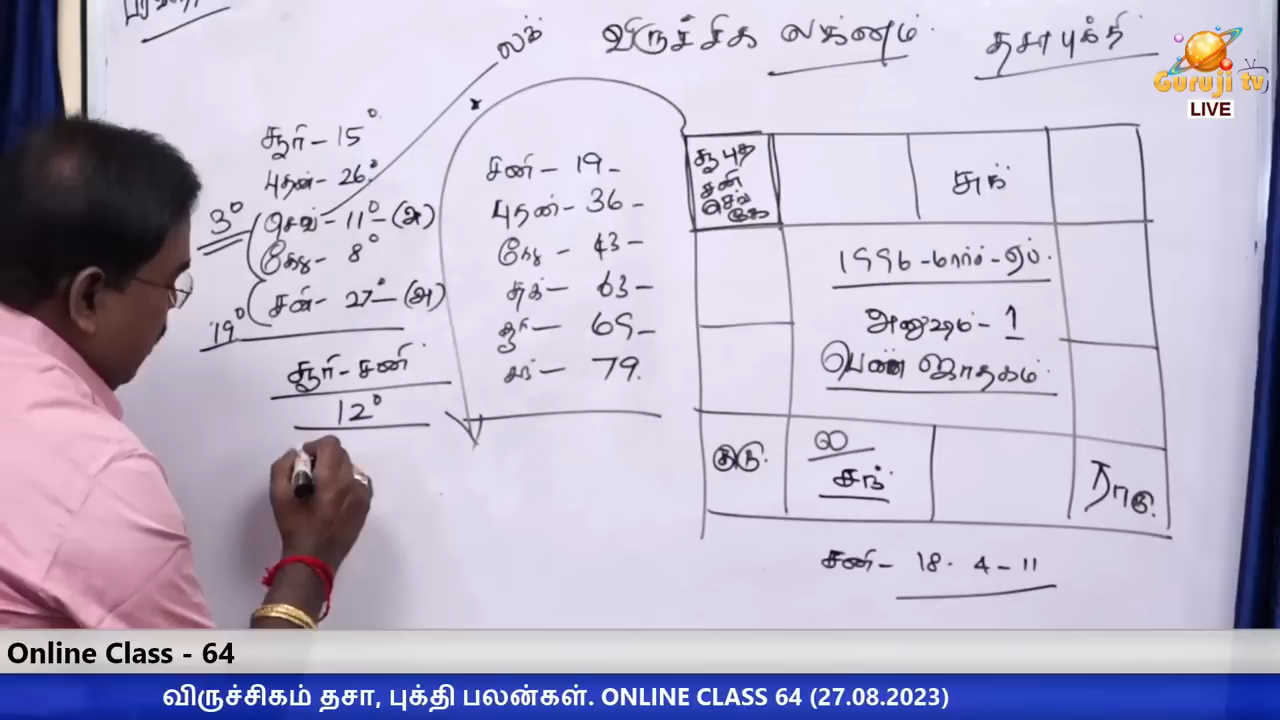 லக்
விருச்சிக லக்னம்
தசா புக்தி
Guruji tv
LIVE
சூரி - 15°
புதன் - 26°
3°
செவ் - 11° - (அ)
கேது - 8°
சனி - 27° - (அ)
19°
சூரி - சனி
12°
சனி - 19 -
புதன் - 36 -
கேது - 43 -
சுக் - 63 -
சூரி - 69 -
சந் - 79.
சூ புத
சனி
செவ்
கே
சுக்
1996 - மார்ச் - ஏப்.
அனுஷம் - 1
பெண் ஜாதகம்
குரு
ல
சந்
ராகு.
சனி - 18 - 4 - 11
Online Class - 64
விருச்சிகம் தசா, புக்தி பலன்கள். ONLINE CLASS 64 (27.08.2023)